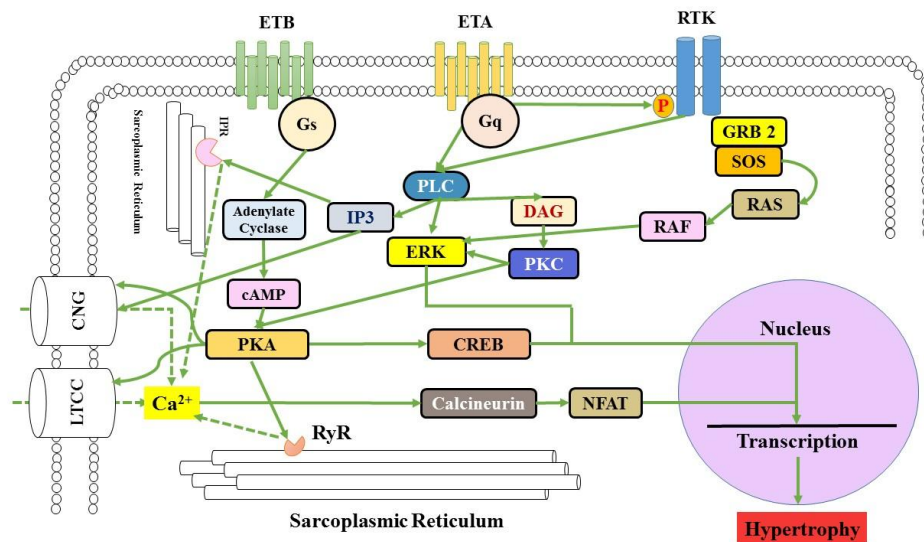 ETB
ETA
RTK
Sarcoplasmic Reticulum
IPR
Gs
Gq
P
GRB 2
SOS
PLC
Adenylate
Cyclase
IP3
DAG
RAS
RAF
ERK
PKC
cAMP
CNG
PKA
CREB
Nucleus
LTCC
Ca²⁺
Calcineurin
NFAT
RyR
Transcription
Sarcoplasmic Reticulum
Hypertrophy